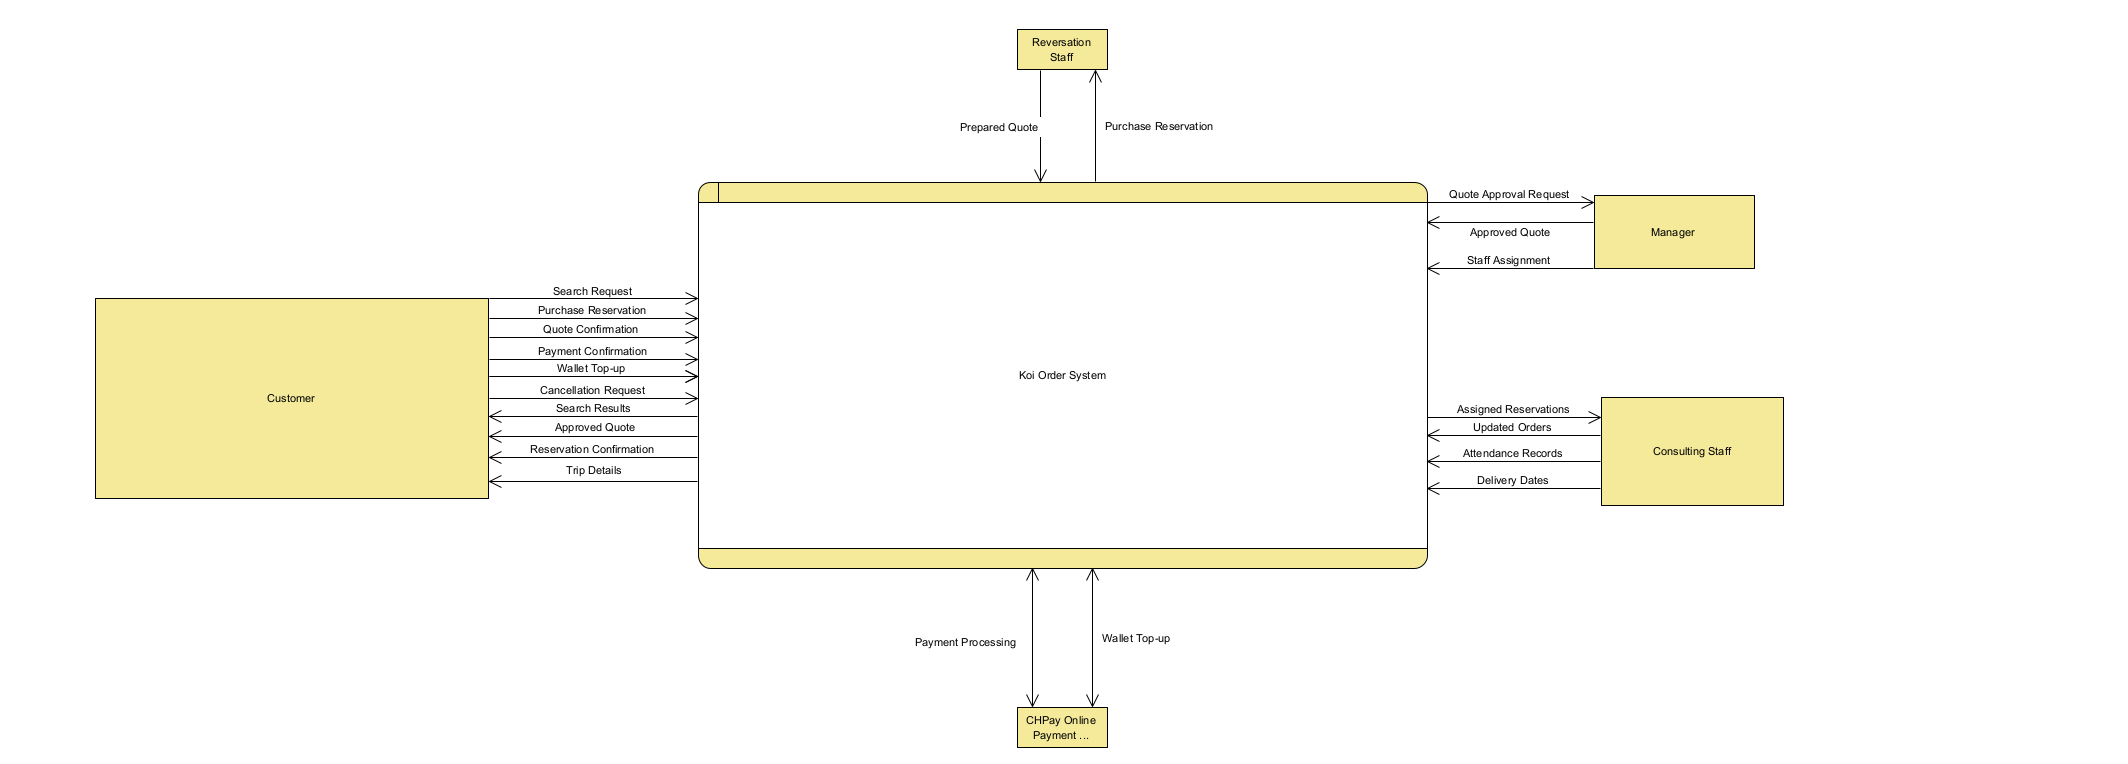 Reversation
Staff
Prepared Quote
Purchase Reservation
Quote Approval Request
Approved Quote
Staff Assignment
Manager
Search Request
Purchase Reservation
Quote Confirmation
Payment Confirmation
Wallet Top-up
Cancellation Request
Search Results
Approved Quote
Reservation Confirmation
Trip Details
Customer
Koi Order System
Assigned Reservations
Updated Orders
Attendance Records
Delivery Dates
Consulting Staff
Payment Processing
Wallet Top-up
CHPay Online
Payment ...